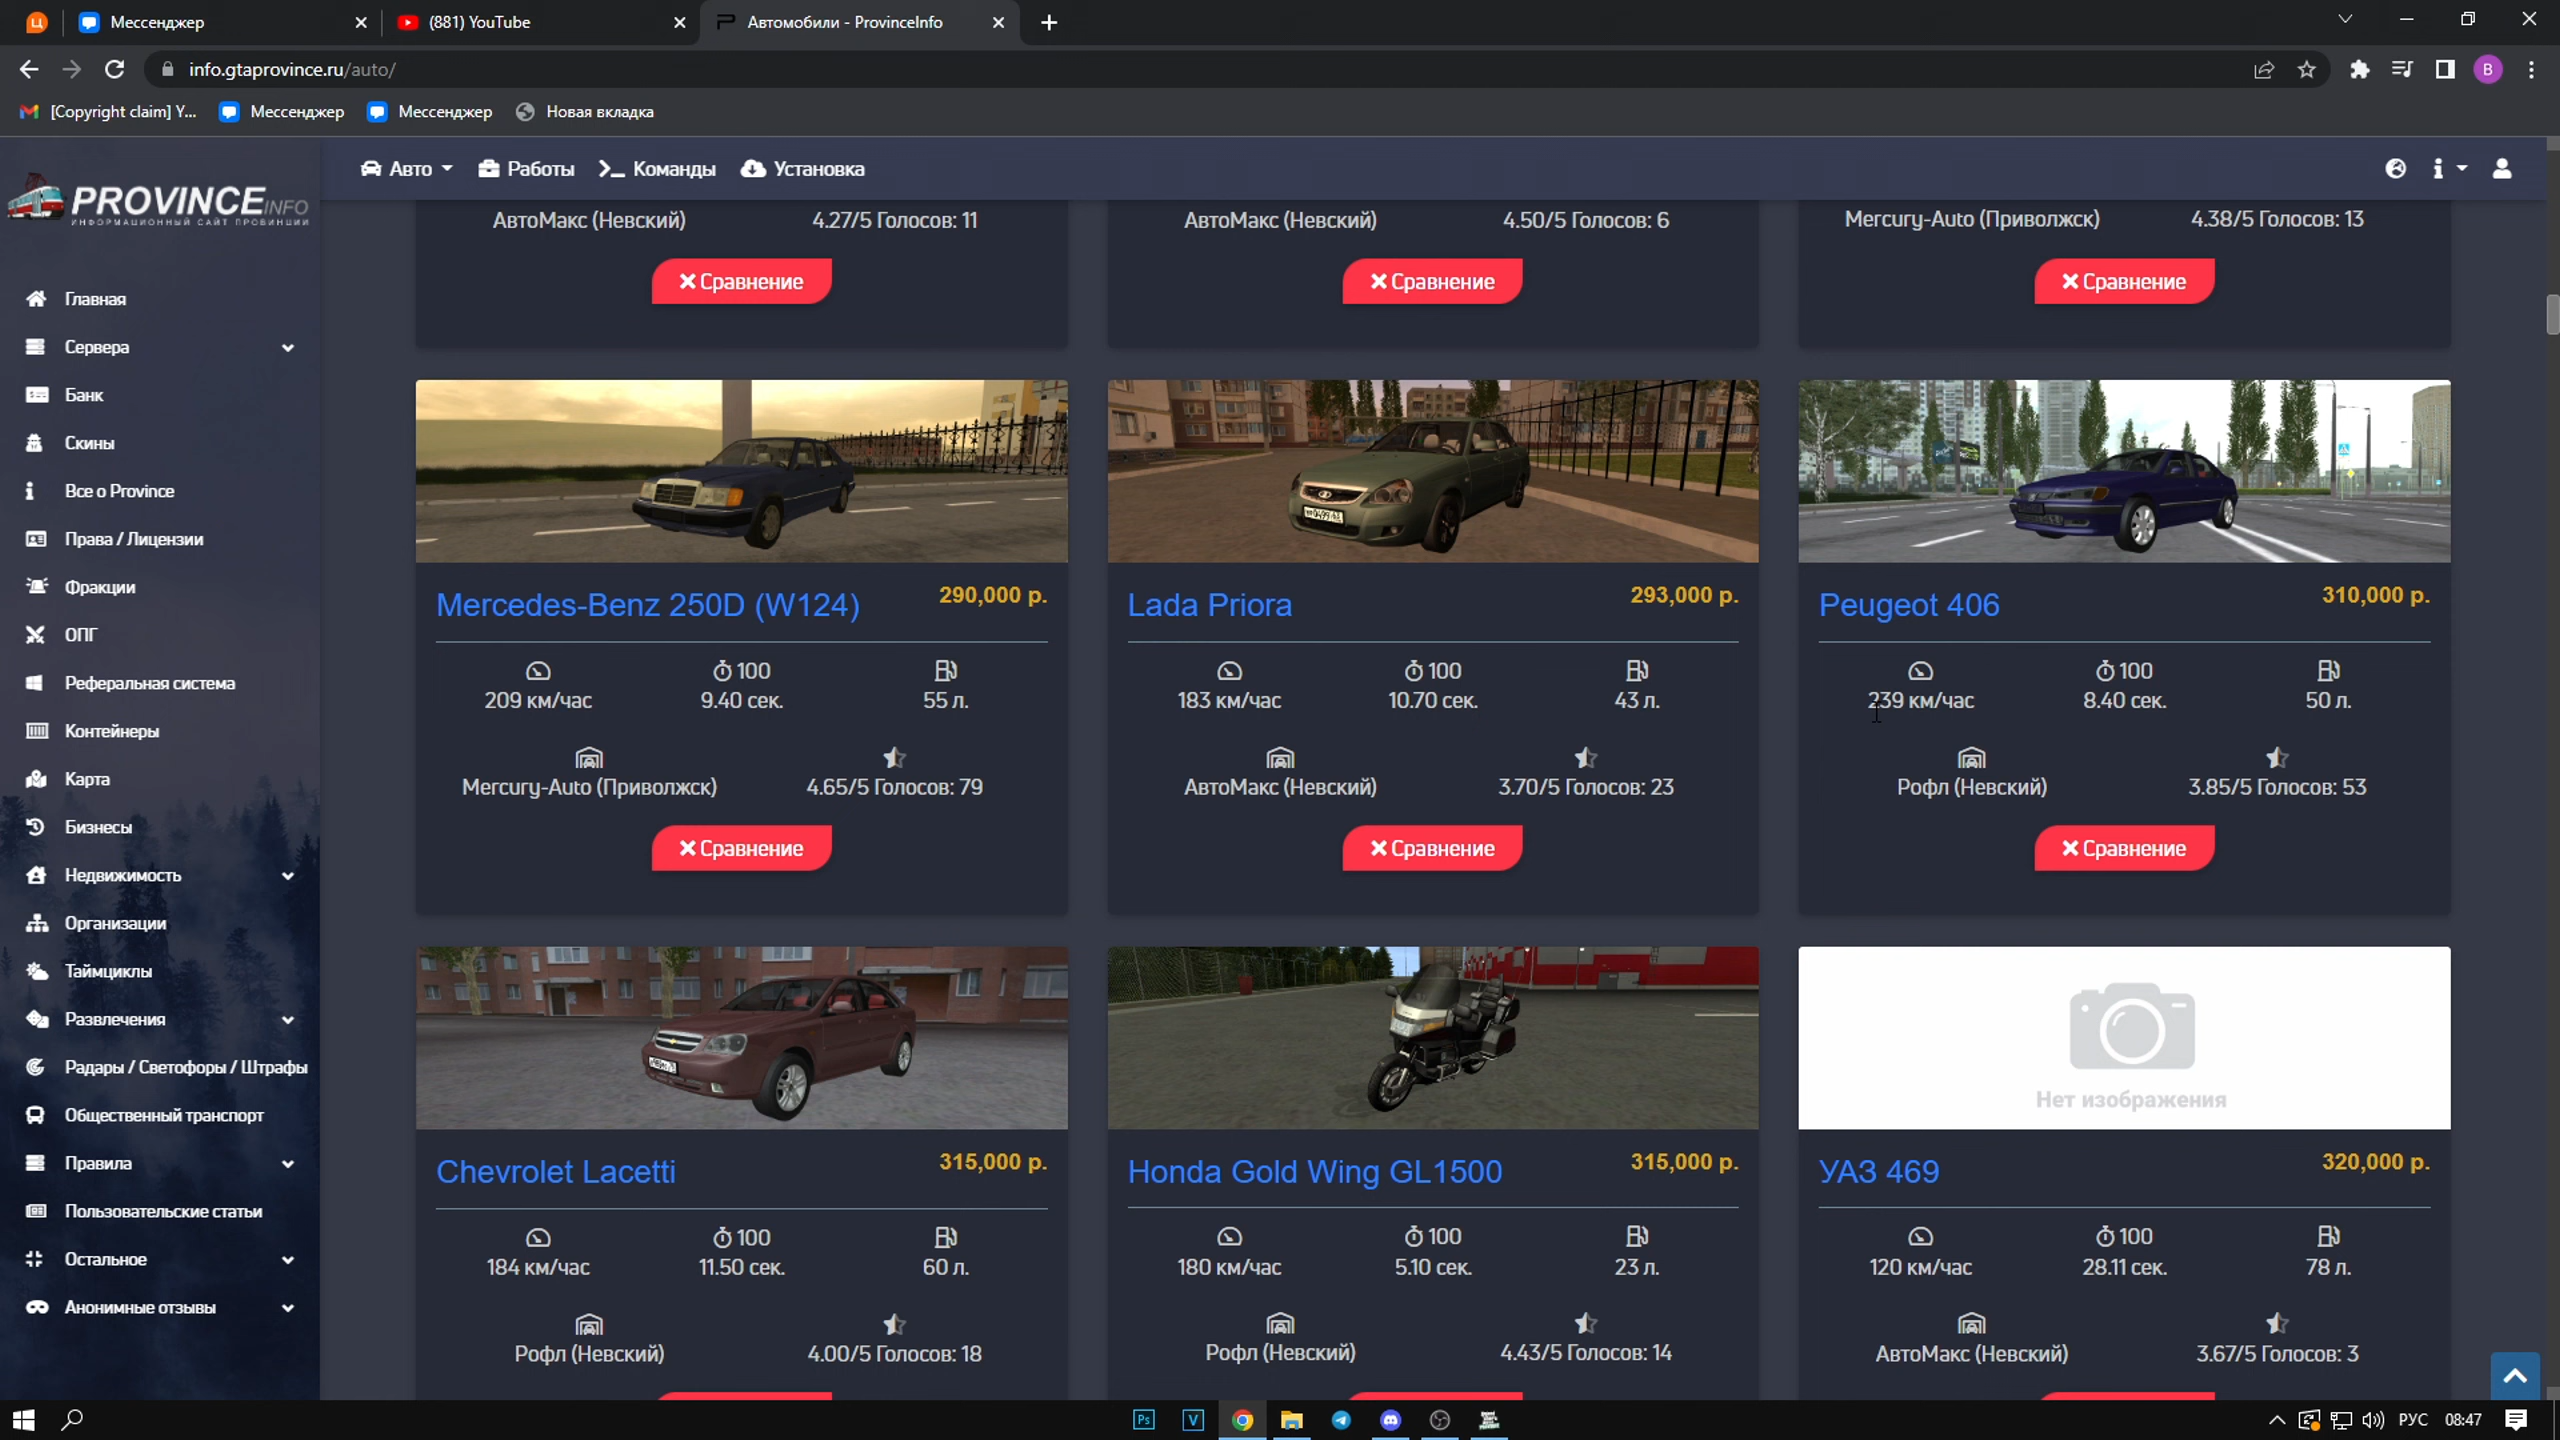 Мессенджер
(881) YouTube
Автомобили - ProvinceInfo
info.gtaprovince.ru/auto/
B
[Copyright claim] Y...
Мессенджер
Мессенджер
Новая вкладка
PROVINCE INFO
ИНФОРМАЦИОННЫЙ САЙТ ПРОВИНЦИИ
Авто
Работы
Команды
Установка
Главная
Сервера
Банк
Скины
Все о Province
Права / Лицензии
Фракции
ОПГ
Реферальная система
Контейнеры
Карта
Бизнесы
Недвижимость
Организации
Таймциклы
Развлечения
Радары / Светофоры / Штрафы
Общественный транспорт
Правила
Пользовательские статьи
Остальное
Анонимные отзывы
АвтоМакс (Невский) 4.27/5 Голосов: 11
Сравнение
АвтоМакс (Невский) 4.50/5 Голосов: 6
Сравнение
Mercury-Auto (Приволжск) 4.38/5 Голосов: 13
Сравнение
Mercedes-Benz 250D (W124) 290,000 р.
100
209 км/час 9.40 сек. 55 л.
Mercury-Auto (Приволжск) 4.65/5 Голосов: 79
Сравнение
Lada Priora 293,000 р.
100
183 км/час 10.70 сек. 43 л.
АвтоМакс (Невский) 3.70/5 Голосов: 23
Сравнение
Peugeot 406 310,000 р.
100
239 км/час 8.40 сек. 50 л.
Рофл (Невский) 3.85/5 Голосов: 53
Сравнение
Chevrolet Lacetti 315,000 р.
100
184 км/час 11.50 сек. 60 л.
Рофл (Невский) 4.00/5 Голосов: 18
Honda Gold Wing GL1500 315,000 р.
100
180 км/час 5.10 сек. 23 л.
Рофл (Невский) 4.43/5 Голосов: 14
Нет изображения
УАЗ 469 320,000 р.
100
120 км/час 28.11 сек. 78 л.
АвтоМакс (Невский) 3.67/5 Голосов: 3
Ps
V
РУС
08:47